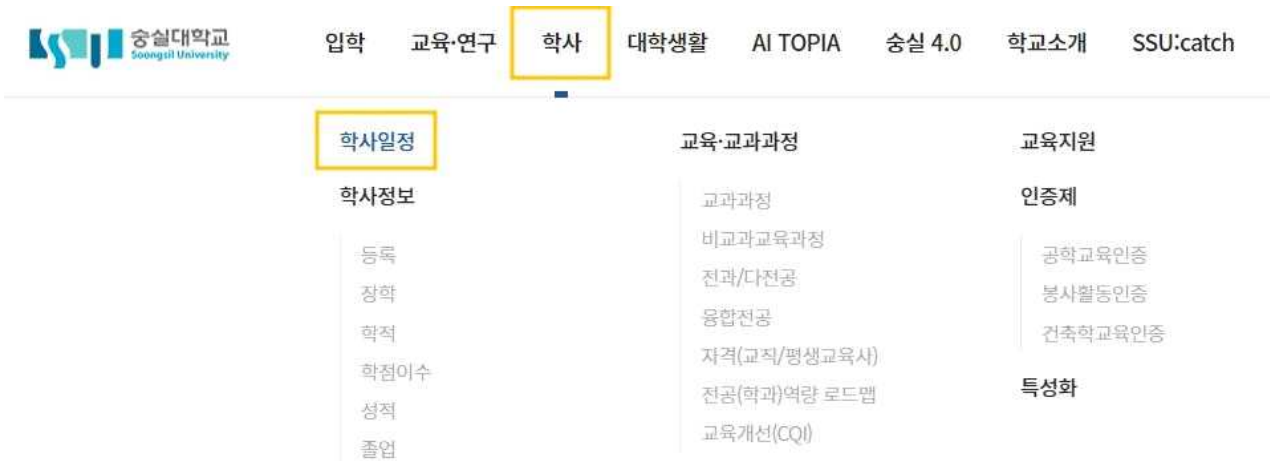 숭실대학교
Soongsil University
입학 교육·연구 학사 대학생활 AI TOPIA 숭실 4.0 학교소개 SSU:catch
학사일정
학사정보
등록
장학
학적
학점이수
성적
졸업
교육·교과과정
교과과정
비교과교육과정
전과/다전공
융합전공
자격(교직/평생교육사)
전공(학과)역량 로드맵
교육개선(CQI)
교육지원
인증제
공학교육인증
봉사활동인증
건축학교육인증
특성화